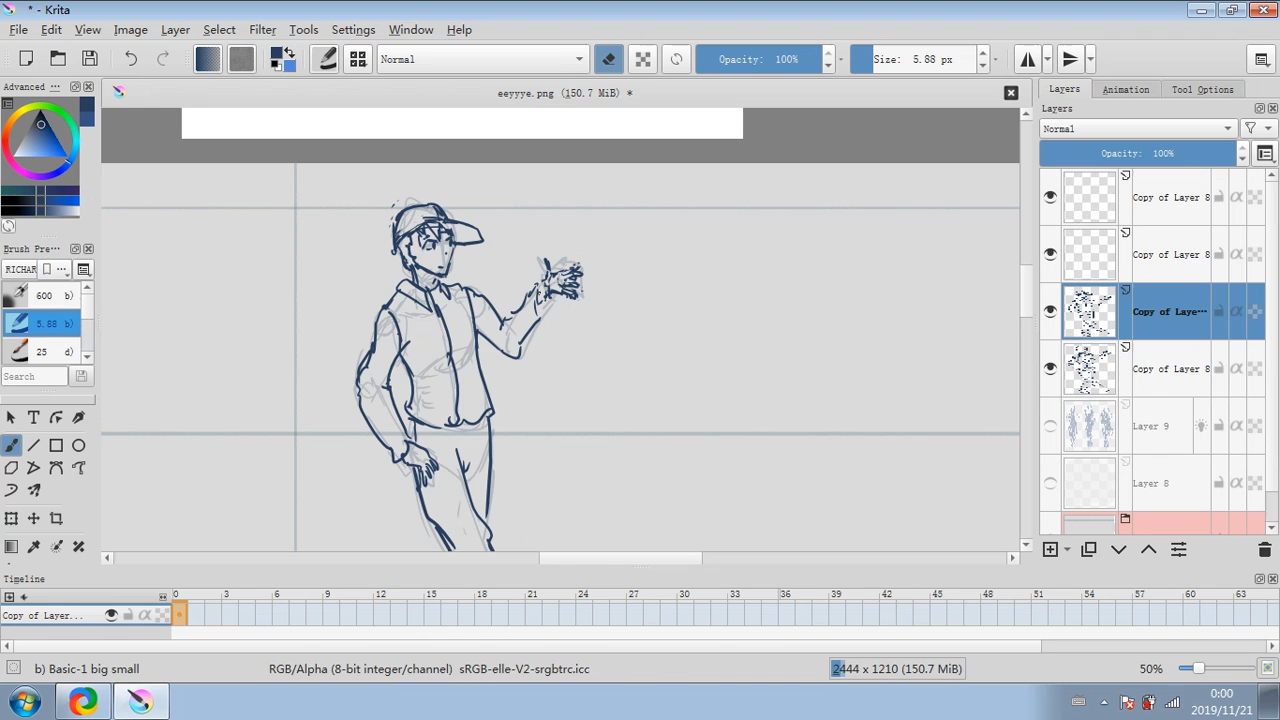 * - Krita
File Edit View Image Layer Select Filter Tools Settings Window Help
Normal Opacity: 100% Size: 5.88 px
Advanced ... eeyyye.png (150.7 MiB) * Layers Animation Tool Options
Layers
Normal
Opacity: 100%
Copy of Layer 8
Brush Pre... Copy of Layer 8
RICHAR
600 b)
5.88 b) Copy of Laye...
25 d)
Search Copy of Layer 8
Layer 9
Layer 8
Timeline
0 3 6 9 12 15 18 21 24 27 30 33 36 39 42 45 48 51 54 57 60 63
Copy of Layer...
b) Basic-1 big small RGB/Alpha (8-bit integer/channel) sRGB-elle-V2-srgbtrc.icc 2444 x 1210 (150.7 MiB) 50%
0:00
2019/11/21